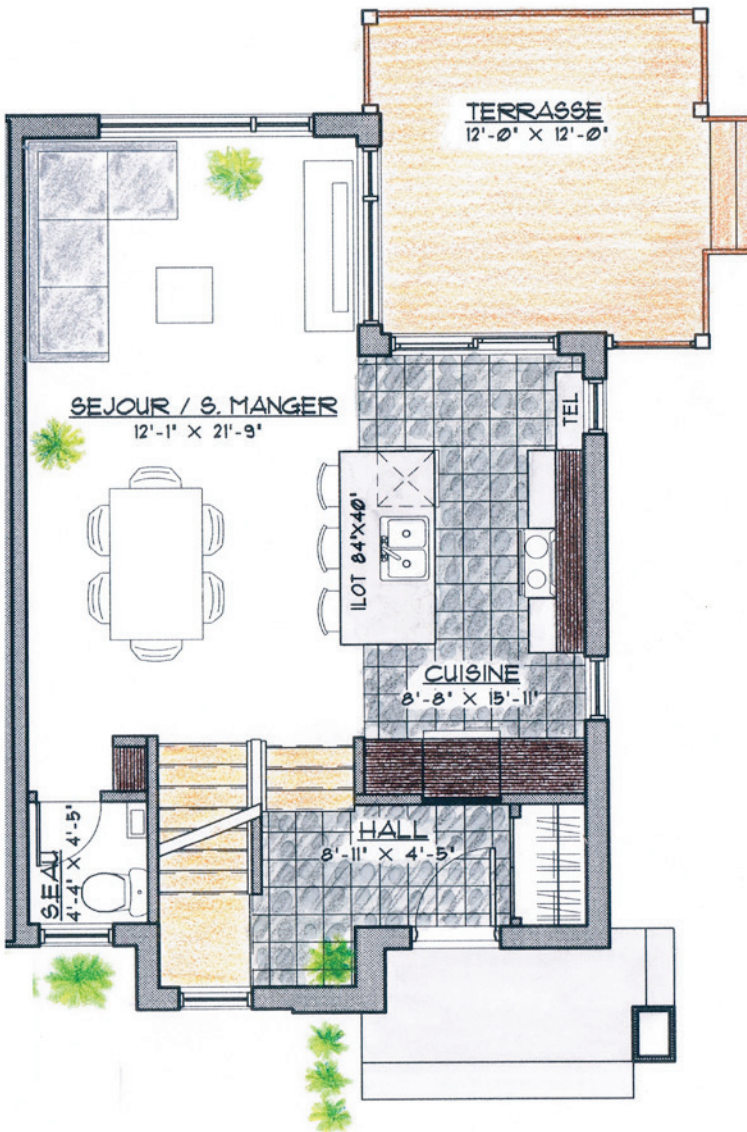 TERRASSE
12'-0" X 12'-0"
SEJOUR / S. MANGER
12'-1" X 21'-9"
TEL
ILOT 84"X40"
CUISINE
8'-8" X 15'-11"
HALL
8'-11" X 4'-5"
S.EAU
4'-4" X 4'-5"